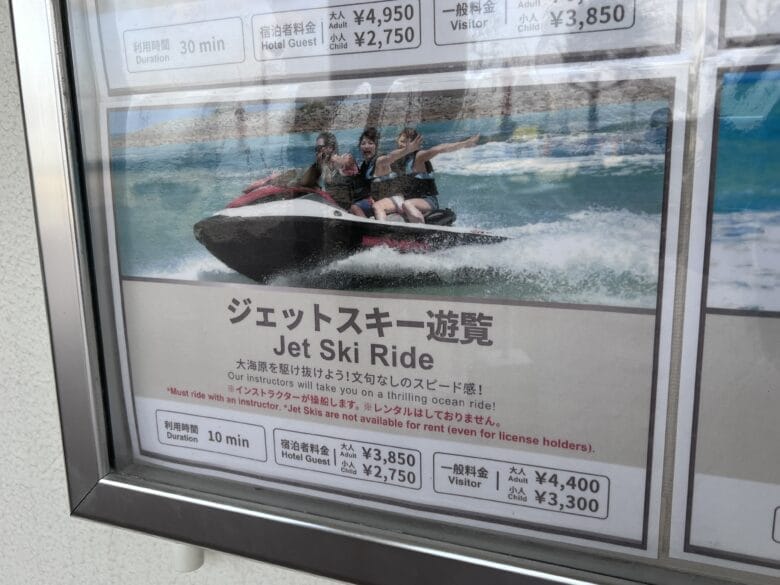 利用時間
Duration
30 min
宿泊者料金
Hotel Guest
大人
Adult
¥4,950
小人
Child
¥2,750
一般料金
Visitor
Adult
小人
Child
¥3,850
ジェットスキー遊覧
Jet Ski Ride
大海原を駆け抜けよう!文句なしのスピード感!
Our instructors will take you on a thrilling ocean ride!
※インストラクターが操船します。※レンタルはしておりません。
*Must ride with an instructor. *Jet Skis are not available for rent (even for license holders).
利用時間
Duration
10 min
宿泊者料金
Hotel Guest
大人
Adult
¥3,850
小人
Child
¥2,750
一般料金
Visitor
大人
Adult
¥4,400
小人
Child
¥3,300